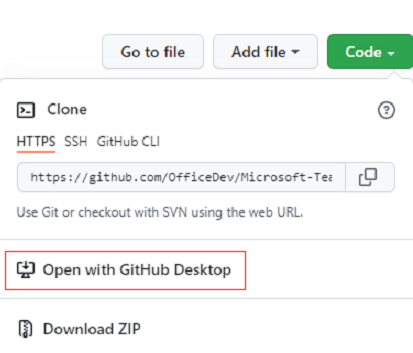 Go to file Add file Code
Clone
HTTPS SSH GitHub CLI
https://github.com/OfficeDev/Microsoft-Tea
Use Git or checkout with SVN using the web URL.
Open with GitHub Desktop
Download ZIP